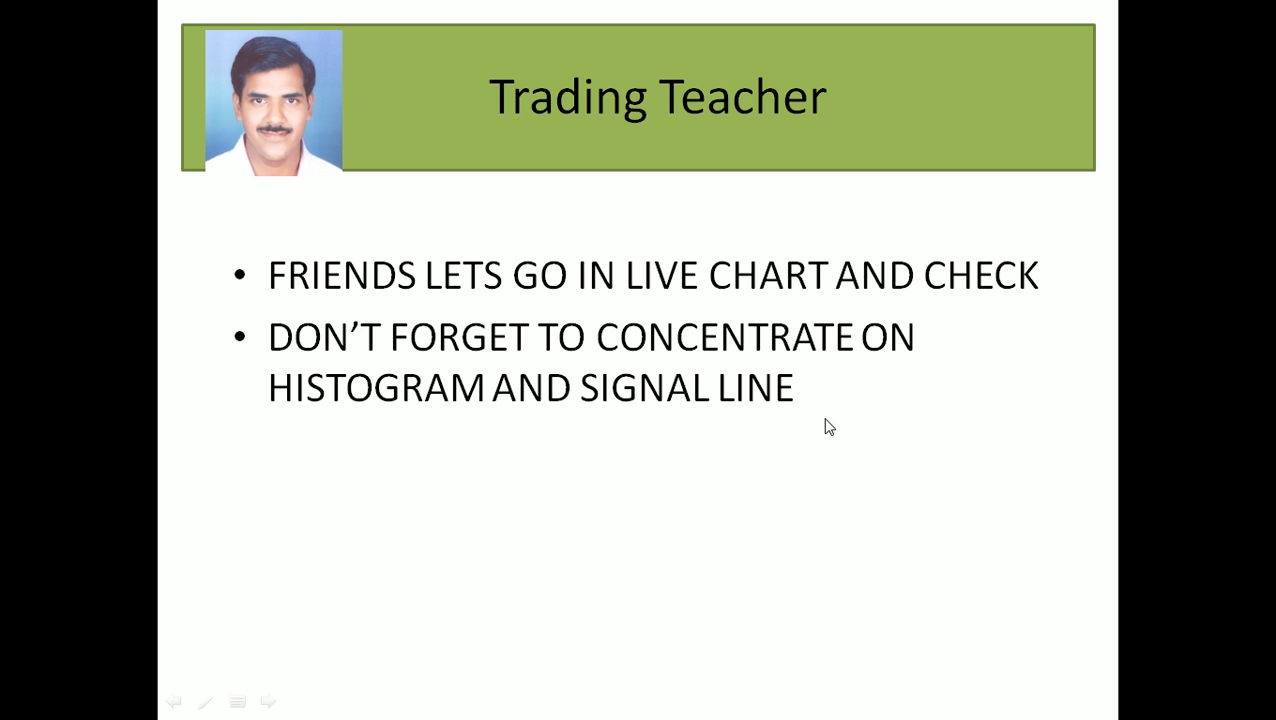 Trading Teacher
• FRIENDS LETS GO IN LIVE CHART AND CHECK
• DON’T FORGET TO CONCENTRATE ON
HISTOGRAM AND SIGNAL LINE